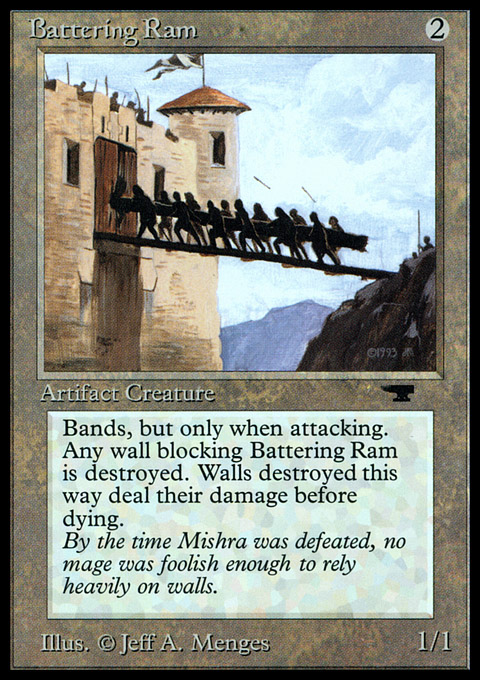 Battering Ram 2
©1993
Artifact Creature
Bands, but only when attacking.
Any wall blocking Battering Ram
is destroyed. Walls destroyed this
way deal their damage before
dying.
By the time Mishra was defeated, no
mage was foolish enough to rely
heavily on walls.
Illus. © Jeff A. Menges 1/1